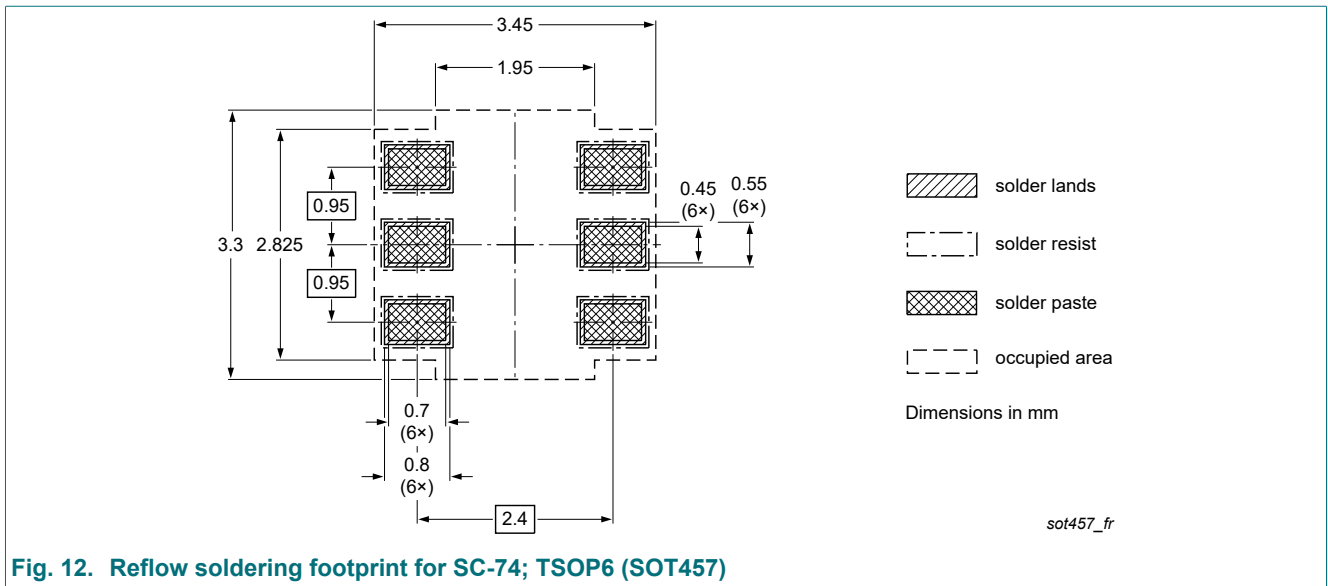 3.45
1.95
3.3
2.825
0.95
0.95
0.45
(6×)
0.55
(6×)
0.7
(6×)
0.8
(6×)
2.4
solder lands
solder resist
solder paste
occupied area
Dimensions in mm
sot457_fr
Fig. 12. Reflow soldering footprint for SC-74; TSOP6 (SOT457)